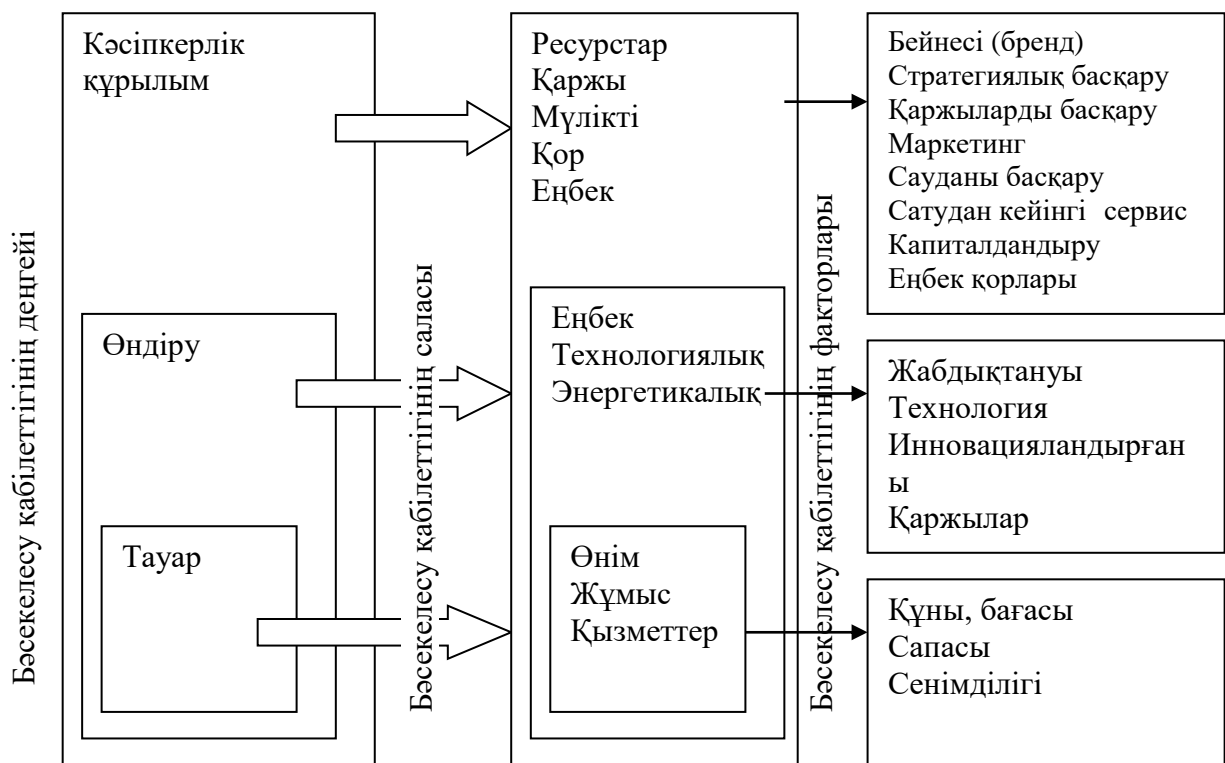 Бәсекелесу қабілеттігінің деңгейі
Кәсіпкерлік
құрылым
Өндіру
Тауар
Бәсекелесу қабілеттігінің саласы
Ресурстар
Қаржы
Мүлікті
Қор
Еңбек
Еңбек
Технологиялық
Энергетикалық
Өнім
Жұмыс
Қызметтер
Бәсекелесу қабілеттігінің факторлары
Бейнесі (бренд)
Стратегиялық басқару
Қаржыларды басқару
Маркетинг
Сауданы басқару
Сатудан кейінгі сервис
Капиталдандыру
Еңбек қорлары
Жабдықтануы
Технология
Инновацияландырған
ы
Қаржылар
Құны, бағасы
Сапасы
Сенімділігі